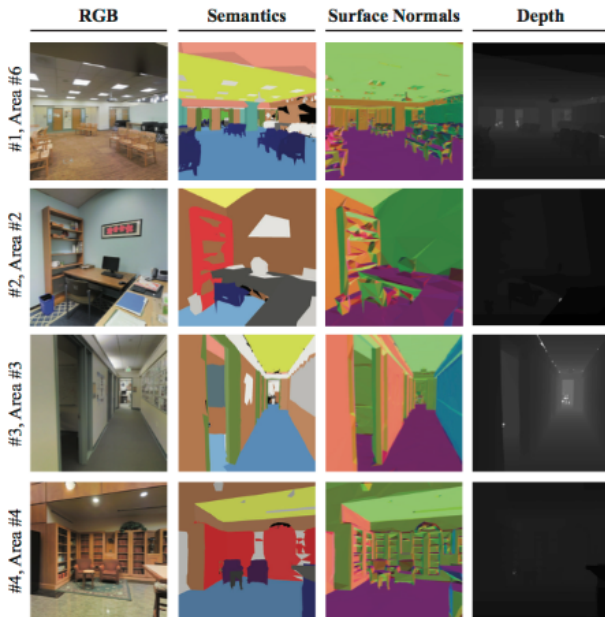 RGB Semantics Surface Normals Depth
#1, Area #6
#2, Area #2
#3, Area #3
#4, Area #4